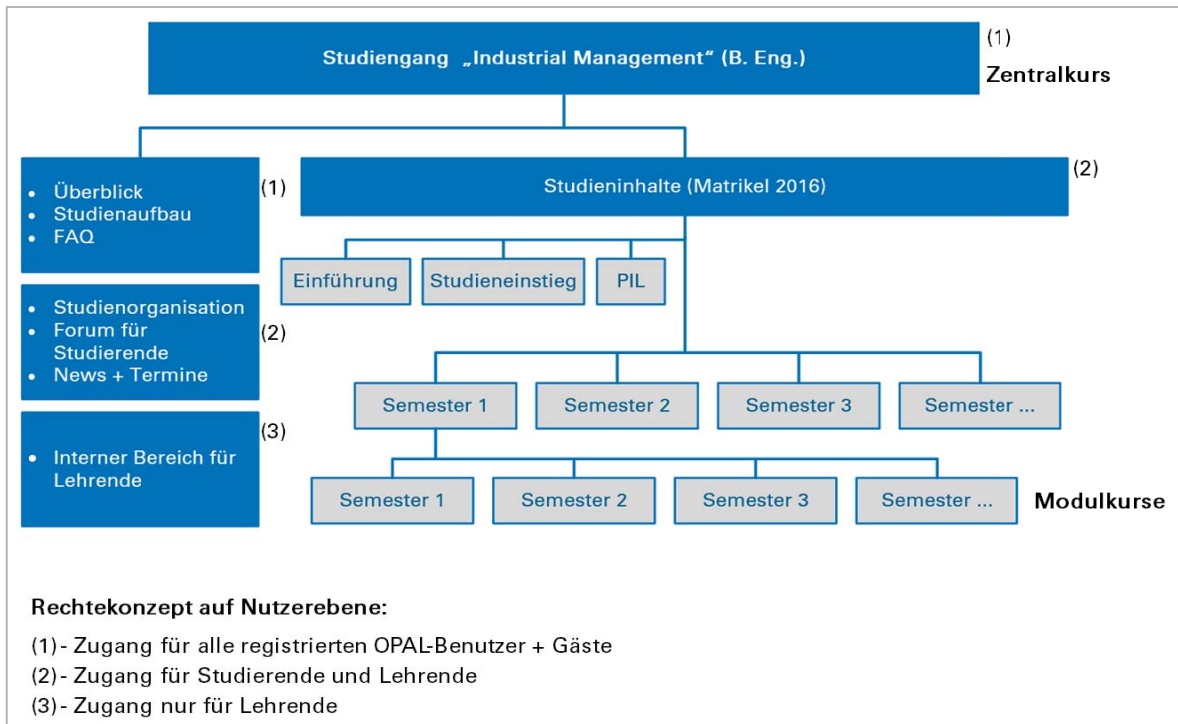 Studiengang „Industrial Management“ (B. Eng.)
(1)
Zentralkurs
• Überblick
• Studienaufbau
• FAQ
(1)
Studieninhalte (Matrikel 2016)
(2)
Einführung
Studieneinstieg
PIL
• Studienorganisation
• Forum für
Studierende
• News + Termine
(2)
Semester 1
Semester 2
Semester 3
Semester ...
• Interner Bereich für
Lehrende
(3)
Semester 1
Semester 2
Semester 3
Semester ...
Modulkurse
Rechtekonzept auf Nutzerebene:
(1) - Zugang für alle registrierten OPAL-Benutzer + Gäste
(2) - Zugang für Studierende und Lehrende
(3) - Zugang nur für Lehrende